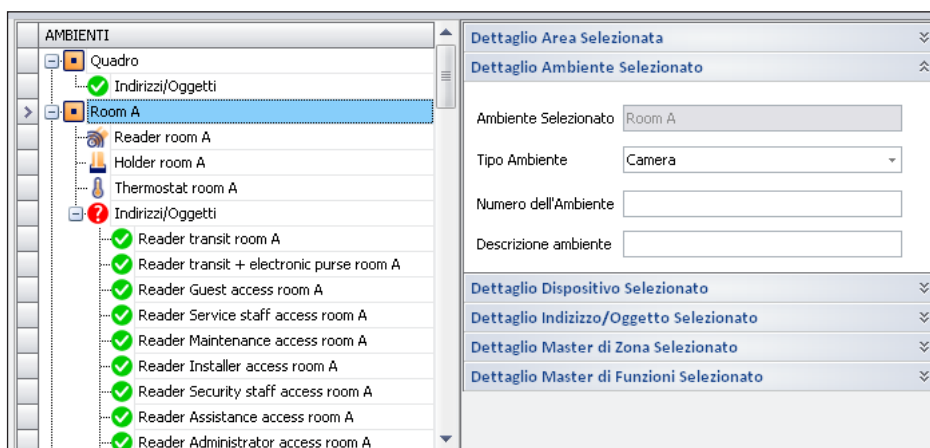 AMBIENTI
Quadro
Indirizzi/Oggetti
Room A
Reader room A
Holder room A
Thermostat room A
Indirizzi/Oggetti
Reader transit room A
Reader transit + electronic purse room A
Reader Guest access room A
Reader Service staff access room A
Reader Maintenance access room A
Reader Installer access room A
Reader Security staff access room A
Reader Assistance access room A
Reader Administrator access room A
Dettaglio Area Selezionata
Dettaglio Ambiente Selezionato
Ambiente Selezionato Room A
Tipo Ambiente Camera
Numero dell'Ambiente
Descrizione ambiente
Dettaglio Dispositivo Selezionato
Dettaglio Indizizzo/Oggetto Selezionato
Dettaglio Master di Zona Selezionato
Dettaglio Master di Funzioni Selezionato